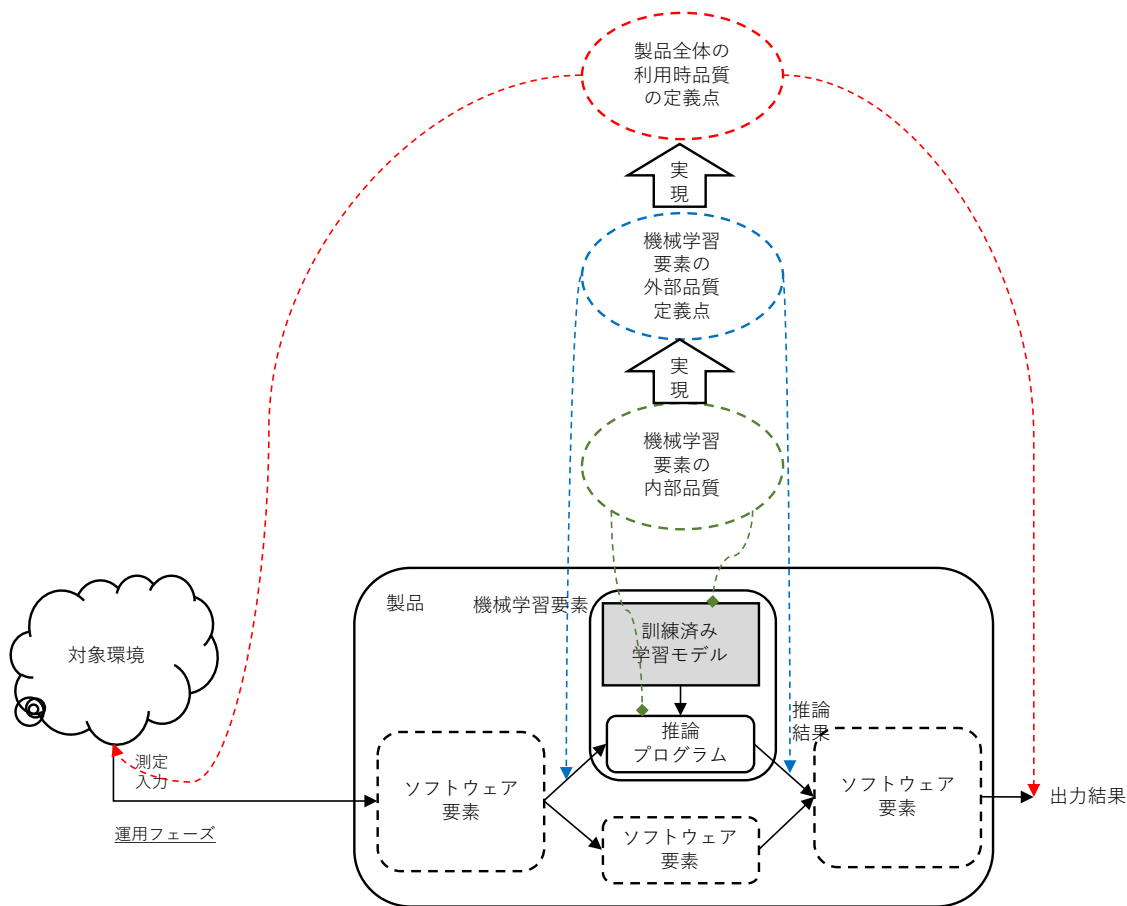 製品全体の
利用時品質
の定義点
実
現
機械学習
要素の
外部品質
定義点
実
現
機械学習
要素の
内部品質
製品
機械学習要素
訓練済み
学習モデル
対象環境
推論
プログラム
推論
結果
測定
入力
ソフトウェア
要素
ソフトウェア
要素
ソフトウェア
要素
出力結果
運用フェーズ